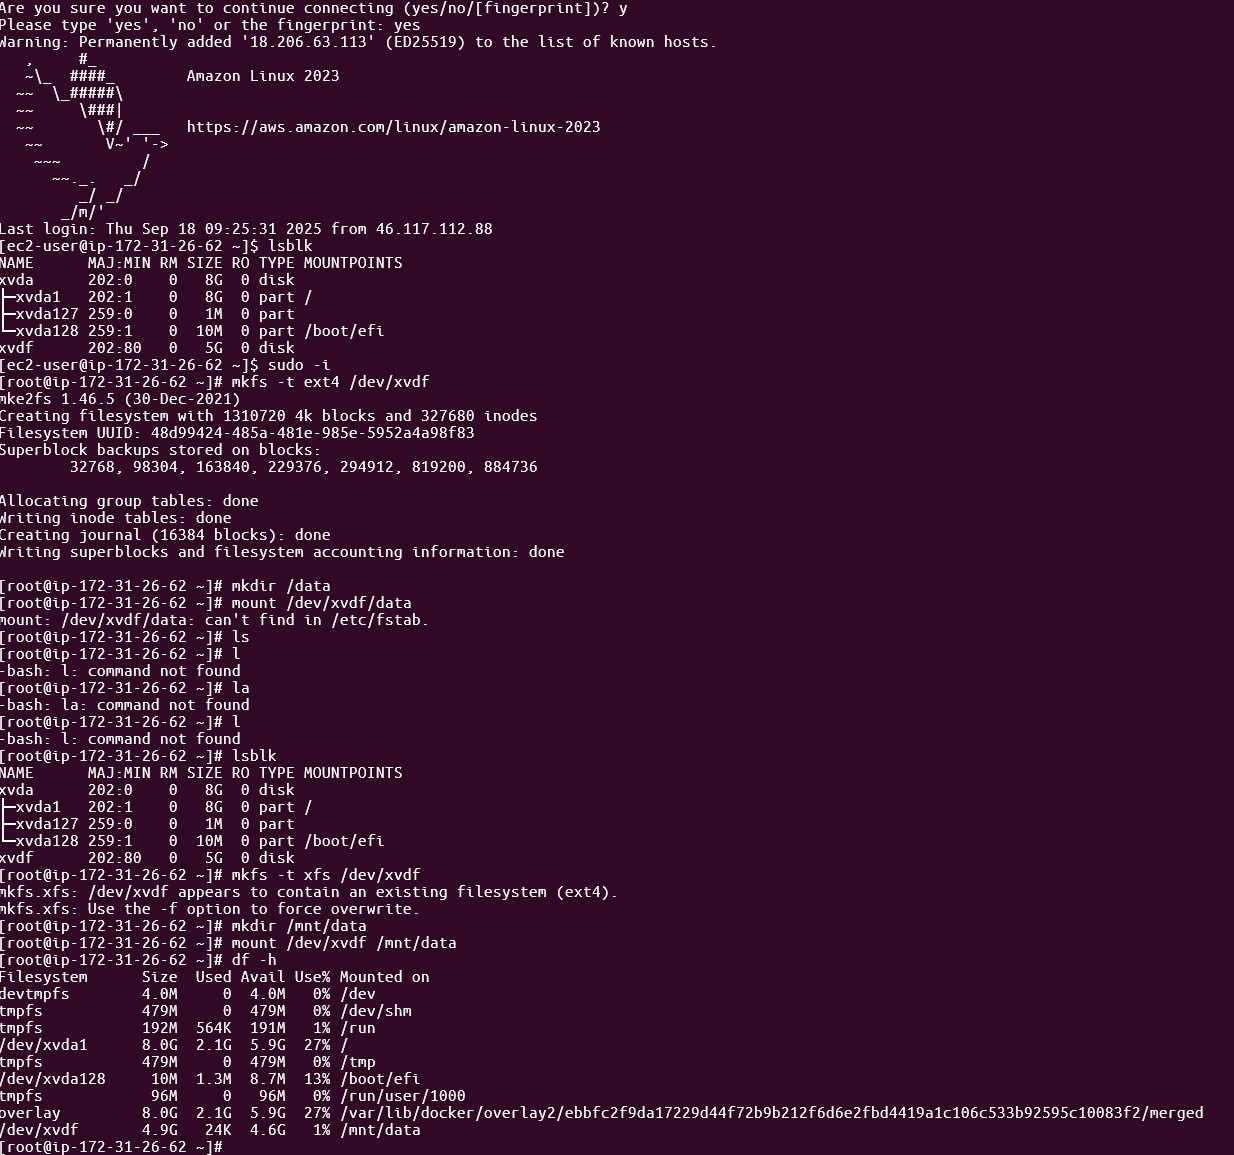 Are you sure you want to continue connecting (yes/no/[fingerprint])? y
Please type 'yes', 'no' or the fingerprint: yes
Warning: Permanently added '18.206.63.113' (ED25519) to the list of known hosts.
   ,     #_
   ~\_  ####_        Amazon Linux 2023
  ~~  \_#####\
  ~~     \###|
  ~~       \#/ ___   https://aws.amazon.com/linux/amazon-linux-2023
   ~~       V~' '->
    ~~~         /
      ~~._.   _/
         _/ _/
       _/m/'
Last login: Thu Sep 18 09:25:31 2025 from 46.117.112.88
[ec2-user@ip-172-31-26-62 ~]$ lsblk
NAME      MAJ:MIN RM SIZE RO TYPE MOUNTPOINTS
xvda      202:0    0   8G  0 disk
├─xvda1   202:1    0   8G  0 part /
├─xvda127 259:0    0   1M  0 part
└─xvda128 259:1    0  10M  0 part /boot/efi
xvdf      202:80   0   5G  0 disk
[ec2-user@ip-172-31-26-62 ~]$ sudo -i
[root@ip-172-31-26-62 ~]# mkfs -t ext4 /dev/xvdf
mke2fs 1.46.5 (30-Dec-2021)
Creating filesystem with 1310720 4k blocks and 327680 inodes
Filesystem UUID: 48d99424-485a-481e-985e-5952a4a98f83
Superblock backups stored on blocks:
        32768, 98304, 163840, 229376, 294912, 819200, 884736

Allocating group tables: done
Writing inode tables: done
Creating journal (16384 blocks): done
Writing superblocks and filesystem accounting information: done

[root@ip-172-31-26-62 ~]# mkdir /data
[root@ip-172-31-26-62 ~]# mount /dev/xvdf/data
mount: /dev/xvdf/data: can't find in /etc/fstab.
[root@ip-172-31-26-62 ~]# ls
[root@ip-172-31-26-62 ~]# l
-bash: l: command not found
[root@ip-172-31-26-62 ~]# la
-bash: la: command not found
[root@ip-172-31-26-62 ~]# l
-bash: l: command not found
[root@ip-172-31-26-62 ~]# lsblk
NAME      MAJ:MIN RM SIZE RO TYPE MOUNTPOINTS
xvda      202:0    0   8G  0 disk
├─xvda1   202:1    0   8G  0 part /
├─xvda127 259:0    0   1M  0 part
└─xvda128 259:1    0  10M  0 part /boot/efi
xvdf      202:80   0   5G  0 disk
[root@ip-172-31-26-62 ~]# mkfs -t xfs /dev/xvdf
mkfs.xfs: /dev/xvdf appears to contain an existing filesystem (ext4).
mkfs.xfs: Use the -f option to force overwrite.
[root@ip-172-31-26-62 ~]# mkdir /mnt/data
[root@ip-172-31-26-62 ~]# mount /dev/xvdf /mnt/data
[root@ip-172-31-26-62 ~]# df -h
Filesystem      Size  Used Avail Use% Mounted on
devtmpfs        4.0M     0  4.0M   0% /dev
tmpfs           479M     0  479M   0% /dev/shm
tmpfs           192M  564K  191M   1% /run
/dev/xvda1      8.0G  2.1G  5.9G  27% /
tmpfs           479M     0  479M   0% /tmp
/dev/xvda128     10M  1.3M  8.7M  13% /boot/efi
tmpfs            96M     0   96M   0% /run/user/1000
overlay         8.0G  2.1G  5.9G  27% /var/lib/docker/overlay2/ebbfc2f9da17229d44f72b9b212f6d6e2fbd4419a1c106c533b92595c10083f2/merged
/dev/xvdf       4.9G   24K  4.6G   1% /mnt/data
[root@ip-172-31-26-62 ~]#